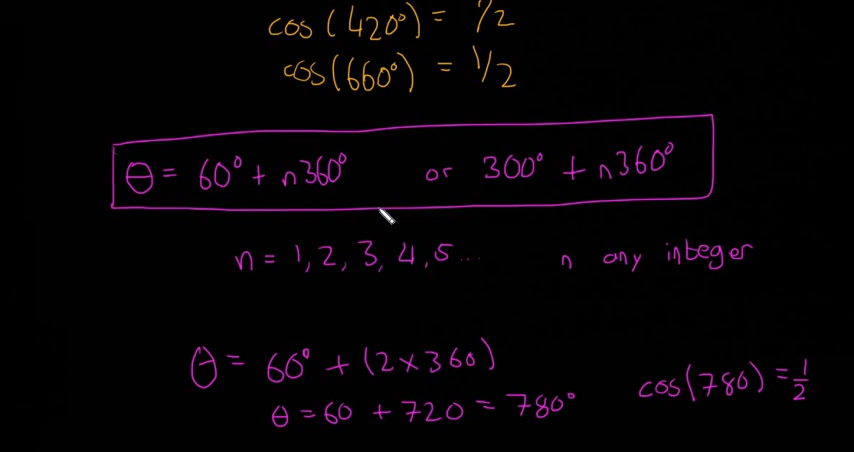 cos(420°) = 1/2
cos(660°) = 1/2
θ = 60° + n360° or 300° + n360°
n = 1, 2, 3, 4, 5... n any integer
θ = 60° + (2×360)
cos(780) = 1/2
θ = 60 + 720 = 780°